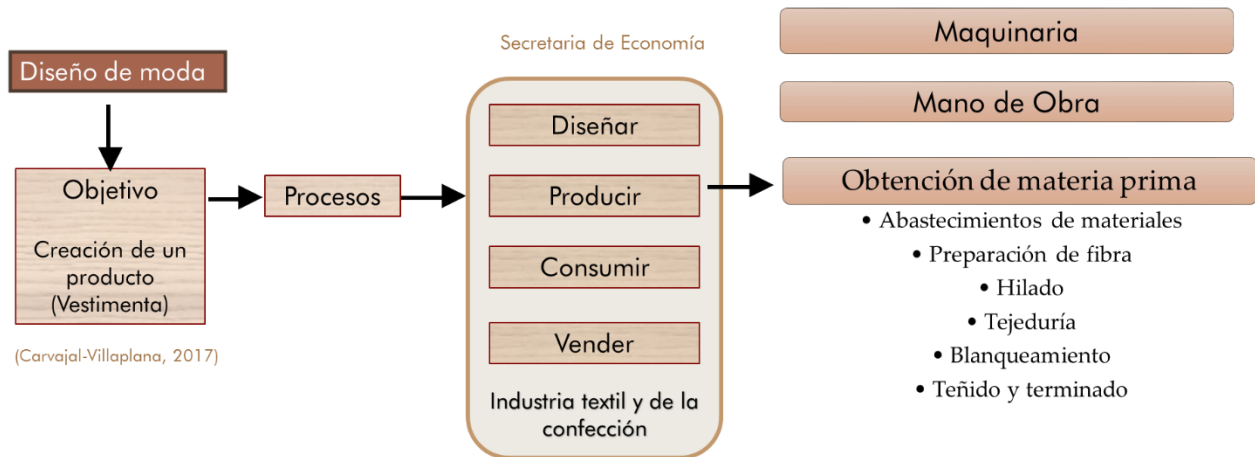 Diseño de moda
Objetivo
Creación de un
producto
(Vestimenta)
(Carvajal-Villaplana, 2017)
Procesos
Secretaria de Economía
Diseñar
Producir
Consumir
Vender
Industria textil y de la
confección
Maquinaria
Mano de Obra
Obtención de materia prima
• Abastecimientos de materiales
• Preparación de fibra
• Hilado
• Tejeduría
• Blanqueamiento
• Teñido y terminado